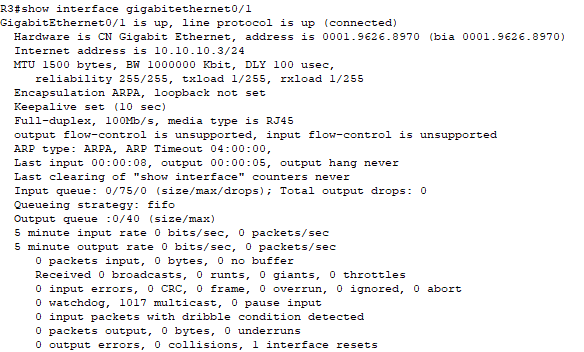 R3#show interface gigabitethernet0/1
GigabitEthernet0/1 is up, line protocol is up (connected)
Hardware is CN Gigabit Ethernet, address is 0001.9626.8970 (bia 0001.9626.8970)
Internet address is 10.10.10.3/24
MTU 1500 bytes, BW 1000000 Kbit, DLY 100 usec,
reliability 255/255, txload 1/255, rxload 1/255
Encapsulation ARPA, loopback not set
Keepalive set (10 sec)
Full-duplex, 100Mb/s, media type is RJ45
output flow-control is unsupported, input flow-control is unsupported
ARP type: ARPA, ARP Timeout 04:00:00,
Last input 00:00:08, output 00:00:05, output hang never
Last clearing of "show interface" counters never
Input queue: 0/75/0 (size/max/drops); Total output drops: 0
Queueing strategy: fifo
Output queue :0/40 (size/max)
5 minute input rate 0 bits/sec, 0 packets/sec
5 minute output rate 0 bits/sec, 0 packets/sec
0 packets input, 0 bytes, 0 no buffer
Received 0 broadcasts, 0 runts, 0 giants, 0 throttles
0 input errors, 0 CRC, 0 frame, 0 overrun, 0 ignored, 0 abort
0 watchdog, 1017 multicast, 0 pause input
0 input packets with dribble condition detected
0 packets output, 0 bytes, 0 underruns
0 output errors, 0 collisions, 1 interface resets